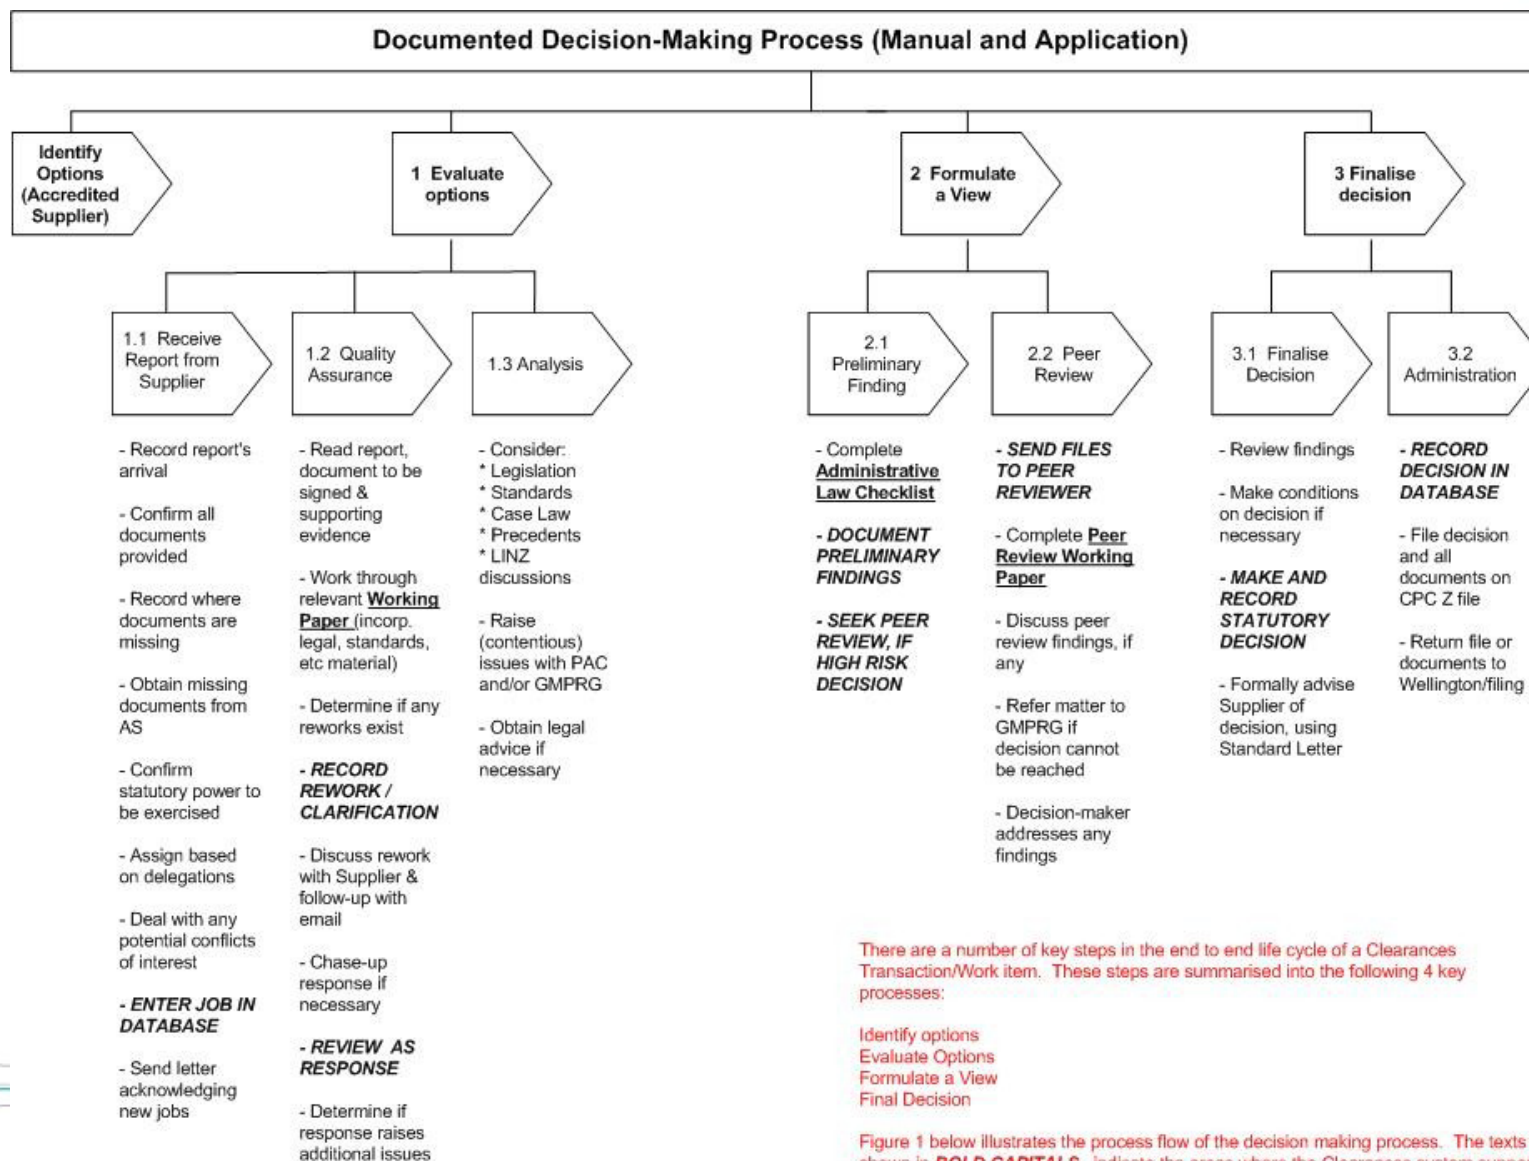 Documented Decision-Making Process (Manual and Application)
Identify
Options
(Accredited
Supplier)
1 Evaluate
options
2 Formulate
a View
3 Finalise
decision
1.1 Receive
Report from
Supplier
1.2 Quality
Assurance
1.3 Analysis
2.1
Preliminary
Finding
2.2 Peer
Review
3.1 Finalise
Decision
3.2
Administration
- Record report's
arrival
- Confirm all
documents
provided
- Record where
documents are
missing
- Obtain missing
documents from
AS
- Confirm
statutory power to
be exercised
- Assign based
on delegations
- Deal with any
potential conflicts
of interest
- ENTER JOB IN
DATABASE
- Send letter
acknowledging
new jobs
- Read report,
document to be
signed &
supporting
evidence
- Work through
relevant Working
Paper (incorp.
legal, standards,
etc material)
- Determine if any
reworks exist
- RECORD
REWORK /
CLARIFICATION
- Discuss rework
with Supplier &
follow-up with
email
- Chase-up
response if
necessary
- REVIEW AS
RESPONSE
- Determine if
response raises
additional issues
- Consider:
* Legislation
* Standards
* Case Law
* Precedents
* LINZ
discussions
- Raise
(contentious)
issues with PAC
and/or GMPRG
- Obtain legal
advice if
necessary
- Complete
Administrative
Law Checklist
- DOCUMENT
PRELIMINARY
FINDINGS
- SEEK PEER
REVIEW, IF
HIGH RISK
DECISION
- SEND FILES
TO PEER
REVIEWER
- Complete Peer
Review Working
Paper
- Discuss peer
review findings, if
any
- Refer matter to
GMPRG if
decision cannot
be reached
- Decision-maker
addresses any
findings
- Review findings
- Make conditions
on decision if
necessary
- MAKE AND
RECORD
STATUTORY
DECISION
- Formally advise
Supplier of
decision, using
Standard Letter
- RECORD
DECISION IN
DATABASE
- File decision
and all
documents on
CPC Z file
- Return file or
documents to
Wellington/filing
There are a number of key steps in the end to end life cycle of a Clearances
Transaction/Work item. These steps are summarised into the following 4 key
processes:
Identify options
Evaluate Options
Formulate a View
Final Decision
Figure 1 below illustrates the process flow of the decision making process. The texts
shown in BOLD CAPITALS indicate the areas where the Clearances system